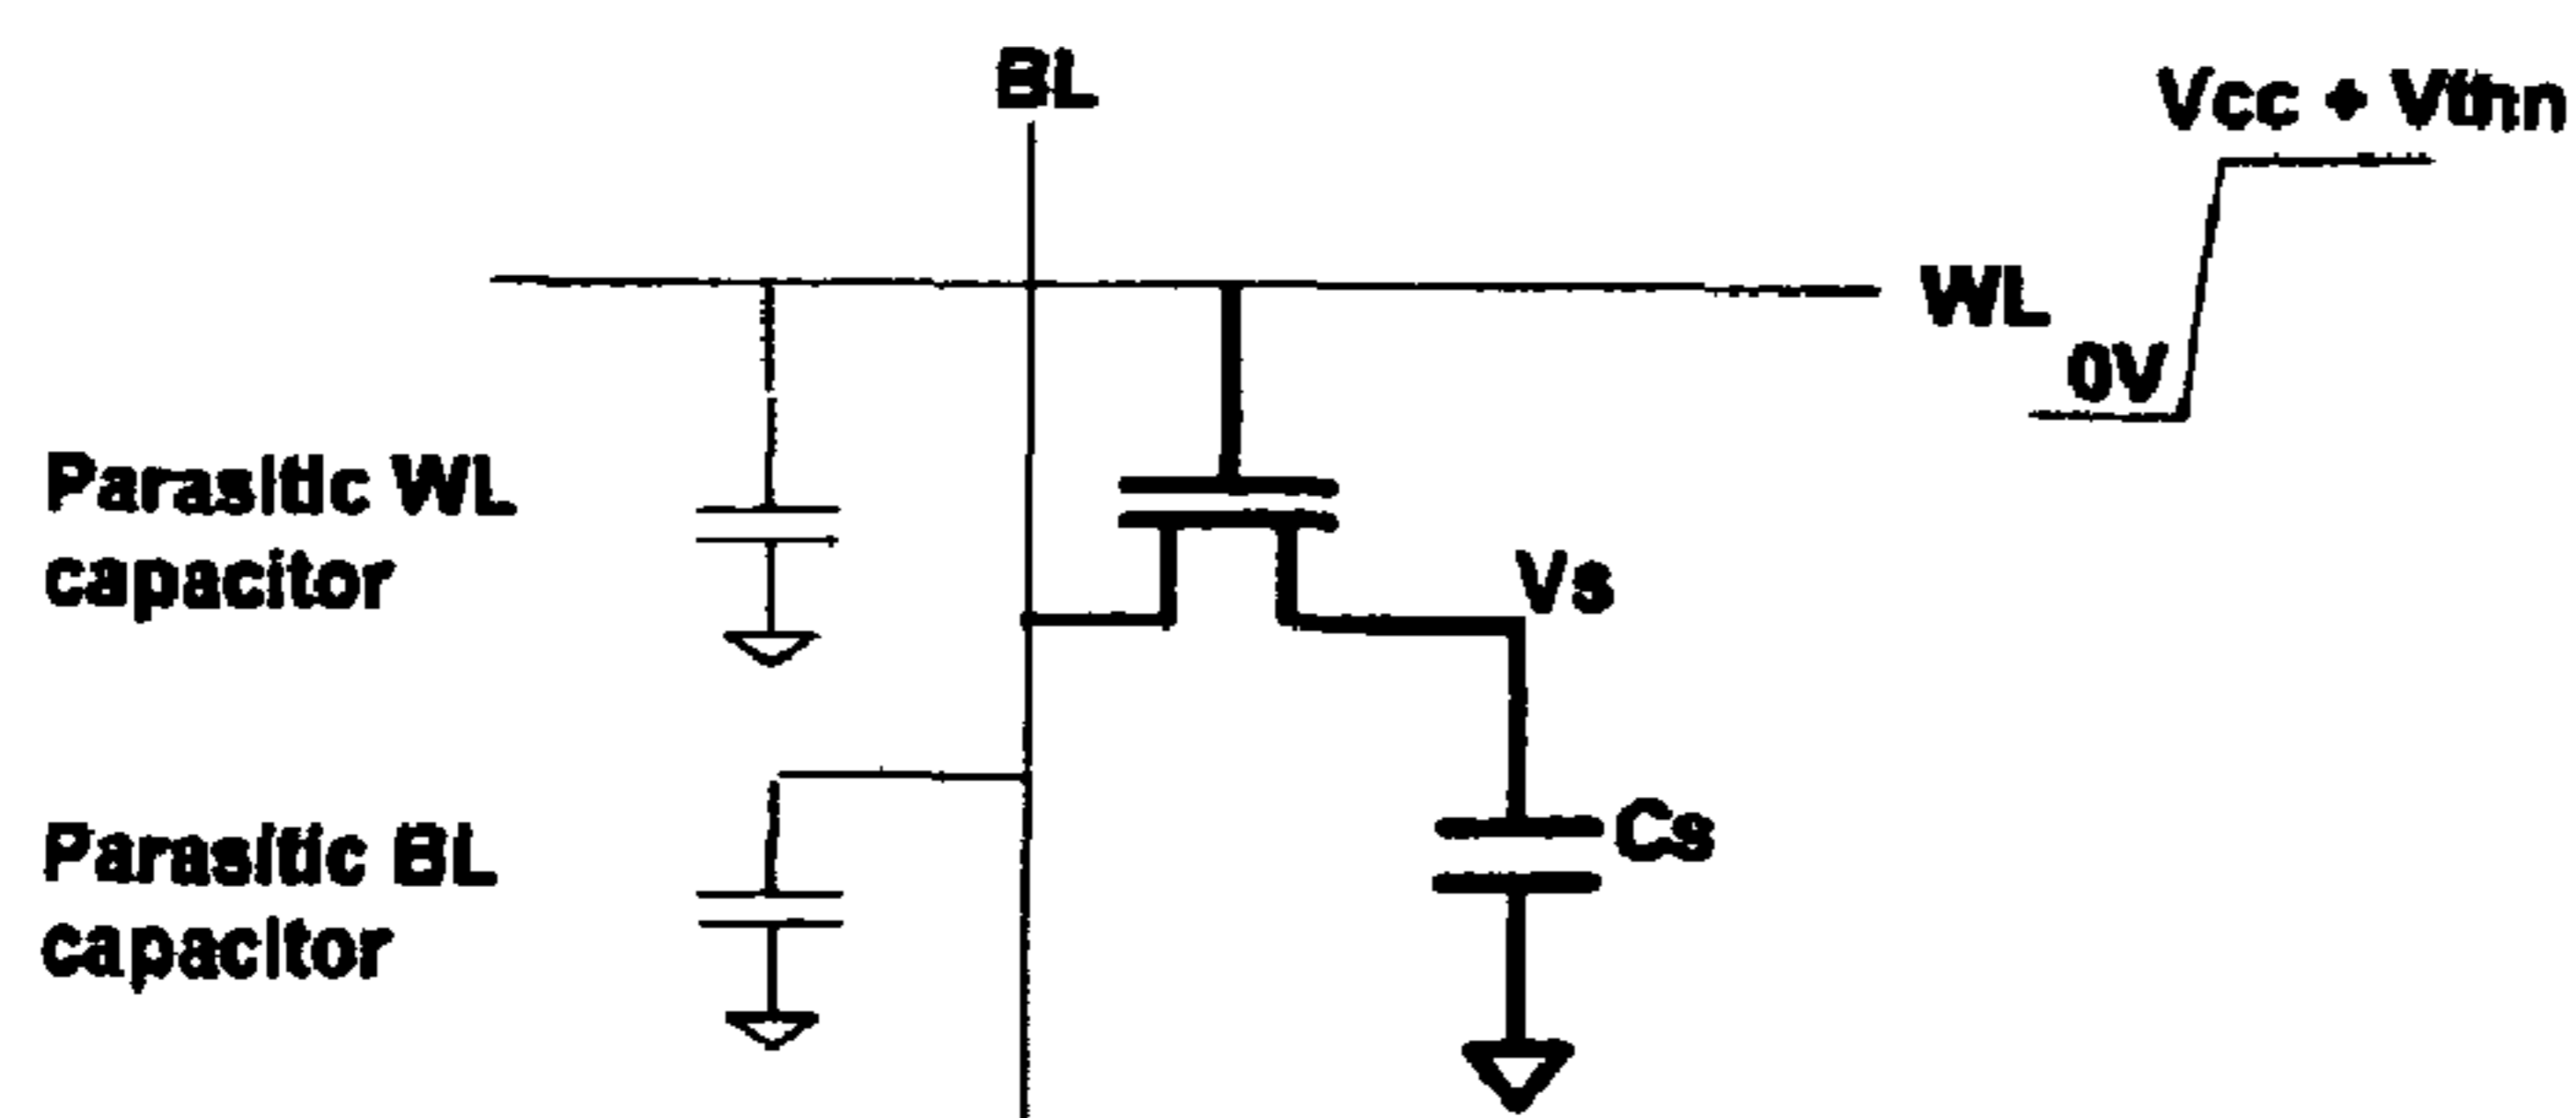 BL
Vcc + Vthn
WL
0V
Parasitic WL
capacitor
Vs
Cs
Parasitic BL
capacitor